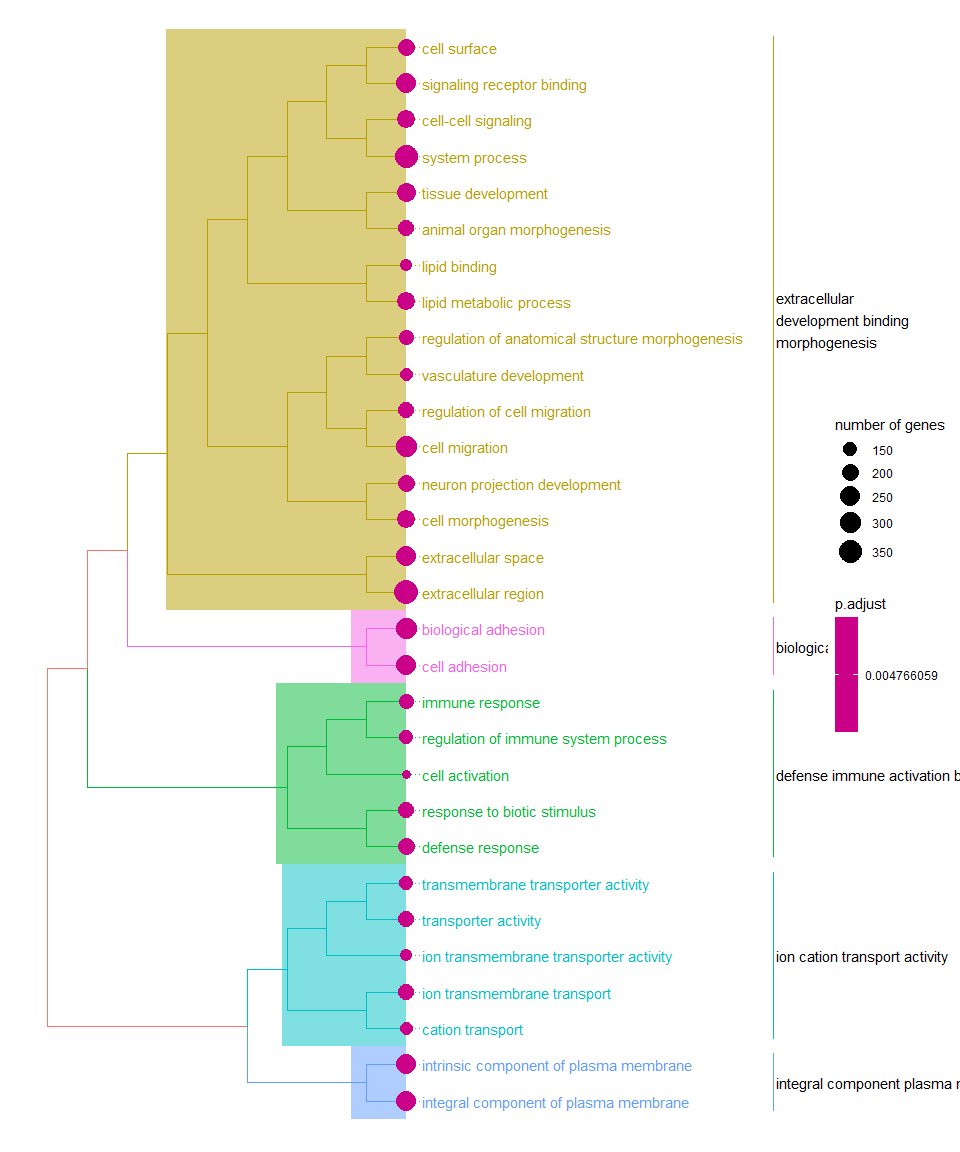 cell surface
signaling receptor binding
cell-cell signaling
system process
tissue development
animal organ morphogenesis
lipid binding
lipid metabolic process
regulation of anatomical structure morphogenesis
vasculature development
regulation of cell migration
cell migration
neuron projection development
cell morphogenesis
extracellular space
extracellular region
biological adhesion
cell adhesion
immune response
regulation of immune system process
cell activation
response to biotic stimulus
defense response
transmembrane transporter activity
transporter activity
ion transmembrane transporter activity
ion transmembrane transport
cation transport
intrinsic component of plasma membrane
integral component of plasma membrane
extracellular
development binding
morphogenesis
defense immune activation b
ion cation transport activity
integral component plasma
number of genes
150
200
250
300
350
p.adjust
0.004766059